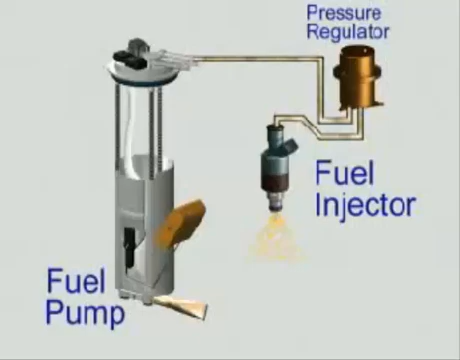 Pressure
Regulator
Fuel
Injector
Fuel
Pump